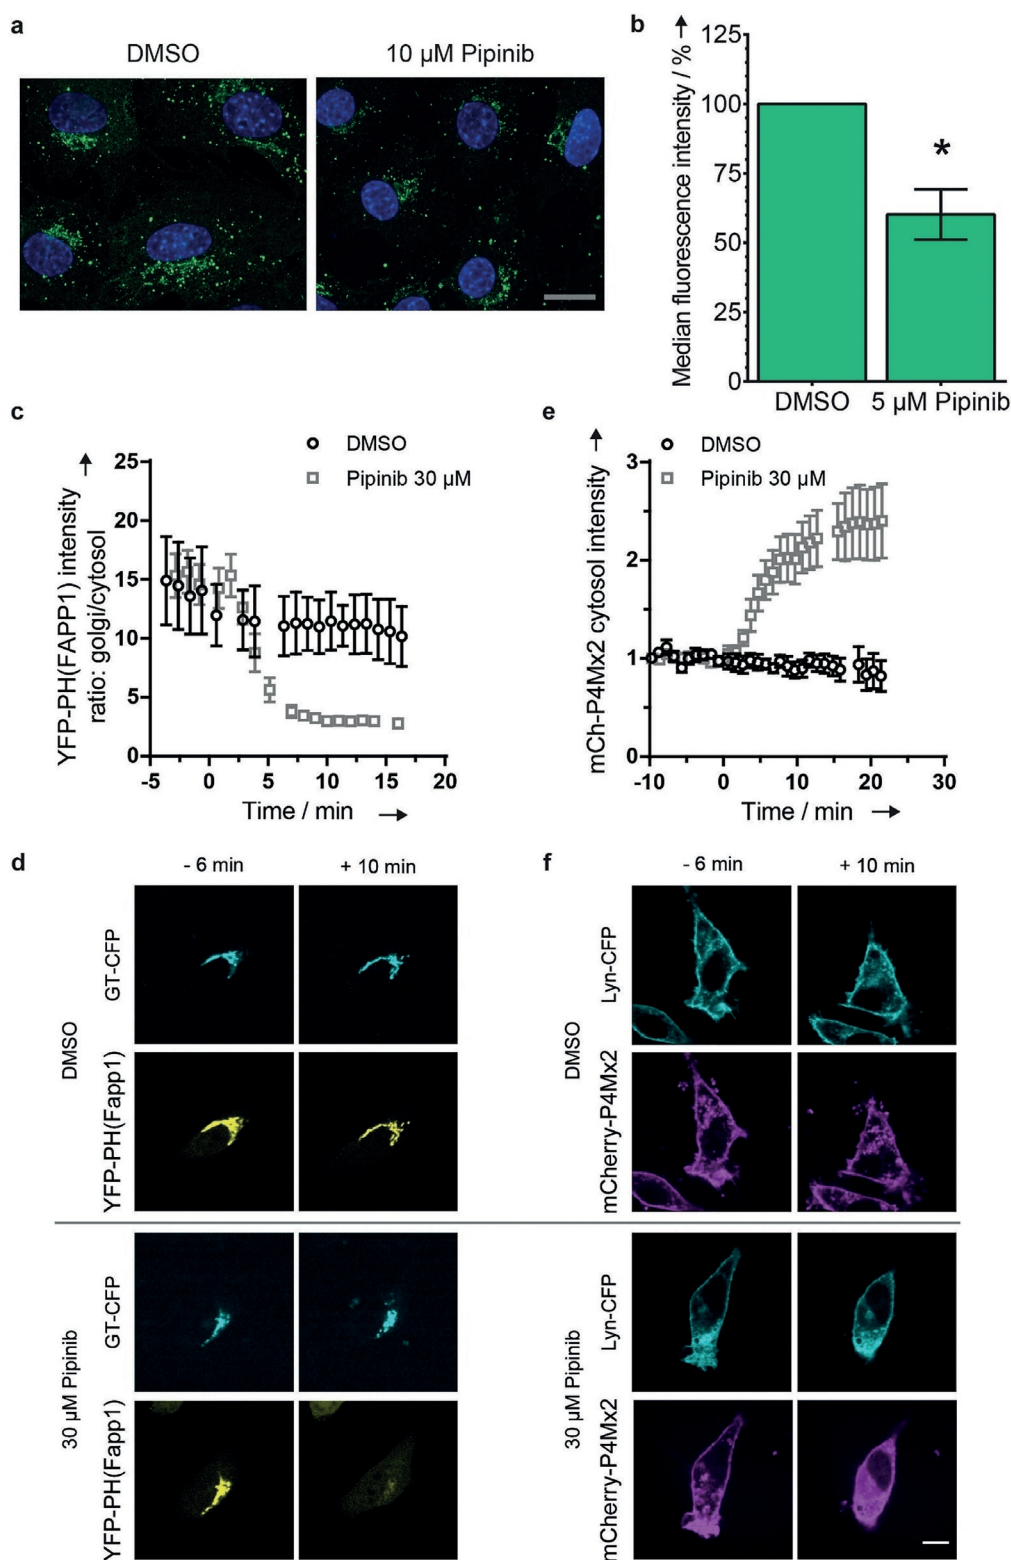 a
DMSO
10 µM Pipinib
b
Median fluorescence intensity / %
125
100
75
50
25
0
*
DMSO
5 µM Pipinib
c
DMSO
Pipinib 30 µM
YFP-PH(FAPP1) intensity
ratio: golgi/cytosol
25
20
15
10
5
0
-5
0
5
10
15
20
Time / min
e
DMSO
Pipinib 30 µM
mCh-P4Mx2 cytosol intensity
3
2
1
0
-10
0
10
20
30
Time / min
d
- 6 min
+ 10 min
DMSO
GT-CFP
YFP-PH(Fapp1)
30 µM Pipinib
GT-CFP
YFP-PH(Fapp1)
f
- 6 min
+ 10 min
DMSO
Lyn-CFP
mCherry-P4Mx2
30 µM Pipinib
Lyn-CFP
mCherry-P4Mx2